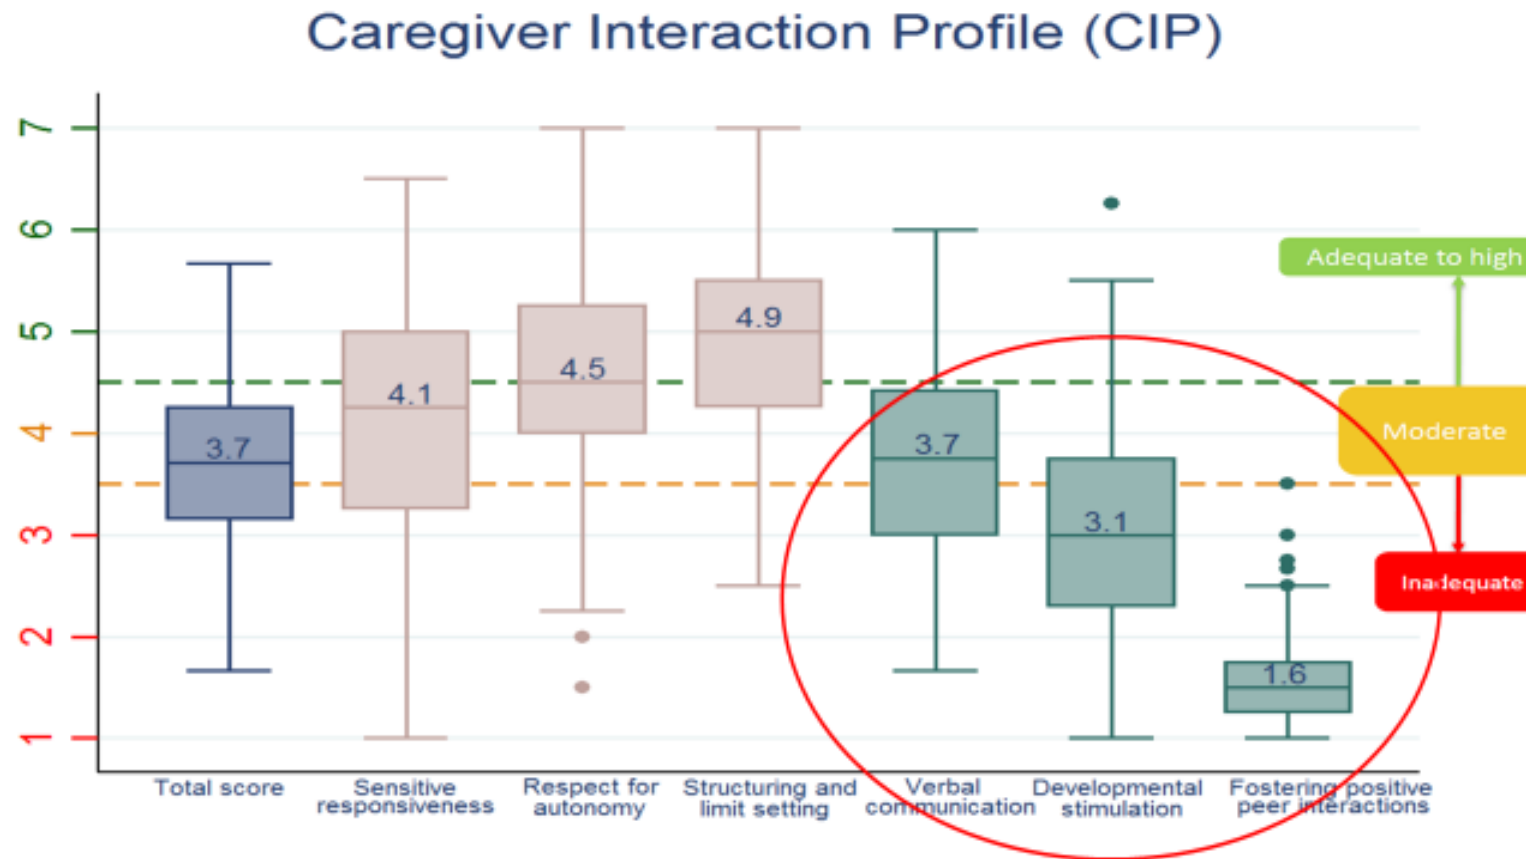 Caregiver Interaction Profile (CIP)
7
6
5
4
3
2
1
3.7
4.1
4.5
4.9
3.7
3.1
1.6
Adequate to high
Moderate
Inadequate
Total score
Sensitive
responsiveness
Respect for
autonomy
Structuring and
limit setting
Verbal
communication
Developmental
stimulation
Fostering positive
peer interactions